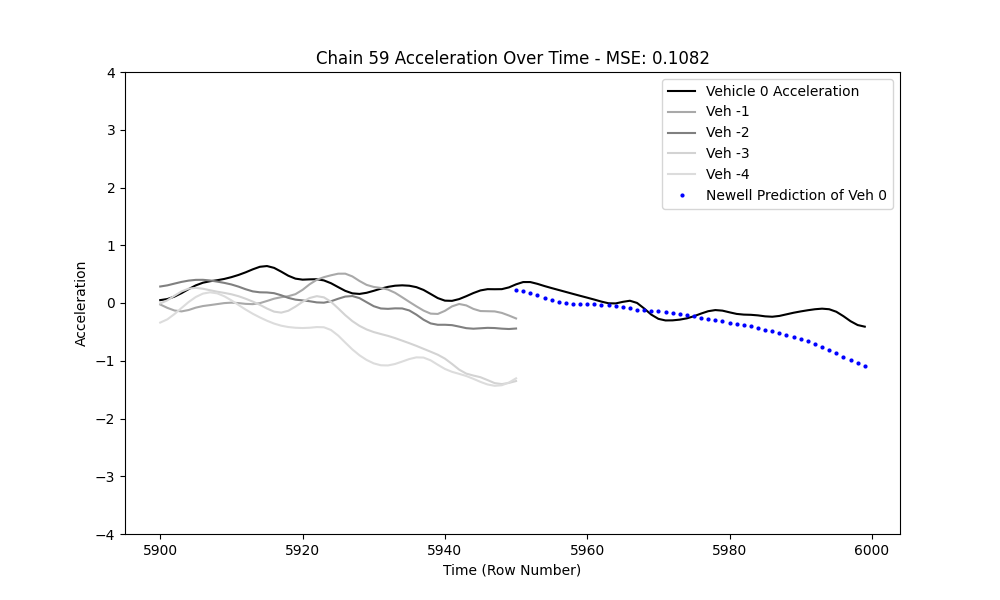 Chain 59 Acceleration Over Time - MSE: 0.1082
Vehicle 0 Acceleration
Veh -1
Veh -2
Veh -3
Veh -4
Newell Prediction of Veh 0
Acceleration
4
3
2
1
0
−1
−2
−3
−4
5900
5920
5940
5960
5980
6000
Time (Row Number)